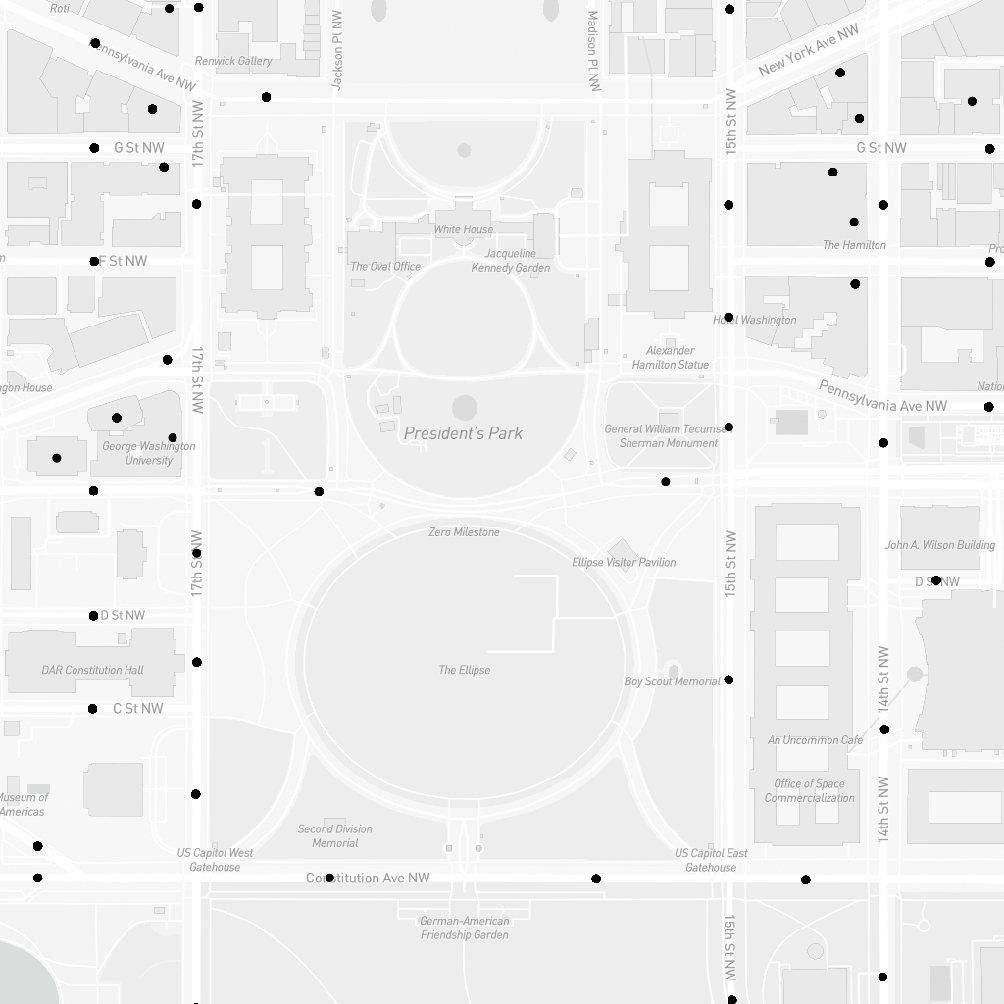 Roti
Pennsylvania Ave NW
Renwick Gallery
Jackson Pl NW
Madison Pl NW
New York Ave NW
17th St NW
15th St NW
G St NW
G St NW
White House
The Hamilton
F St NW
The Oval Office
Jacqueline
Kennedy Garden
Hotel Washington
Alexander
Hamilton Statue
17th St NW
Pennsylvania Ave NW
President's Park
General William Tecumse
Sherman Monument
George Washington
University
Zero Milestone
Ellipse Visitor Pavilion
John A. Wilson Building
17th St NW
15th St NW
D St NW
D St NW
DAR Constitution Hall
The Ellipse
Boy Scout Memorial
14th St NW
C St NW
An Uncommon Cafe
Office of Space
Commercialization
Museum of
Americas
14th St NW
Second Division
Memorial
US Capitol West
Gatehouse
US Capitol East
Gatehouse
Constitution Ave NW
German-American
Friendship Garden
15th St NW